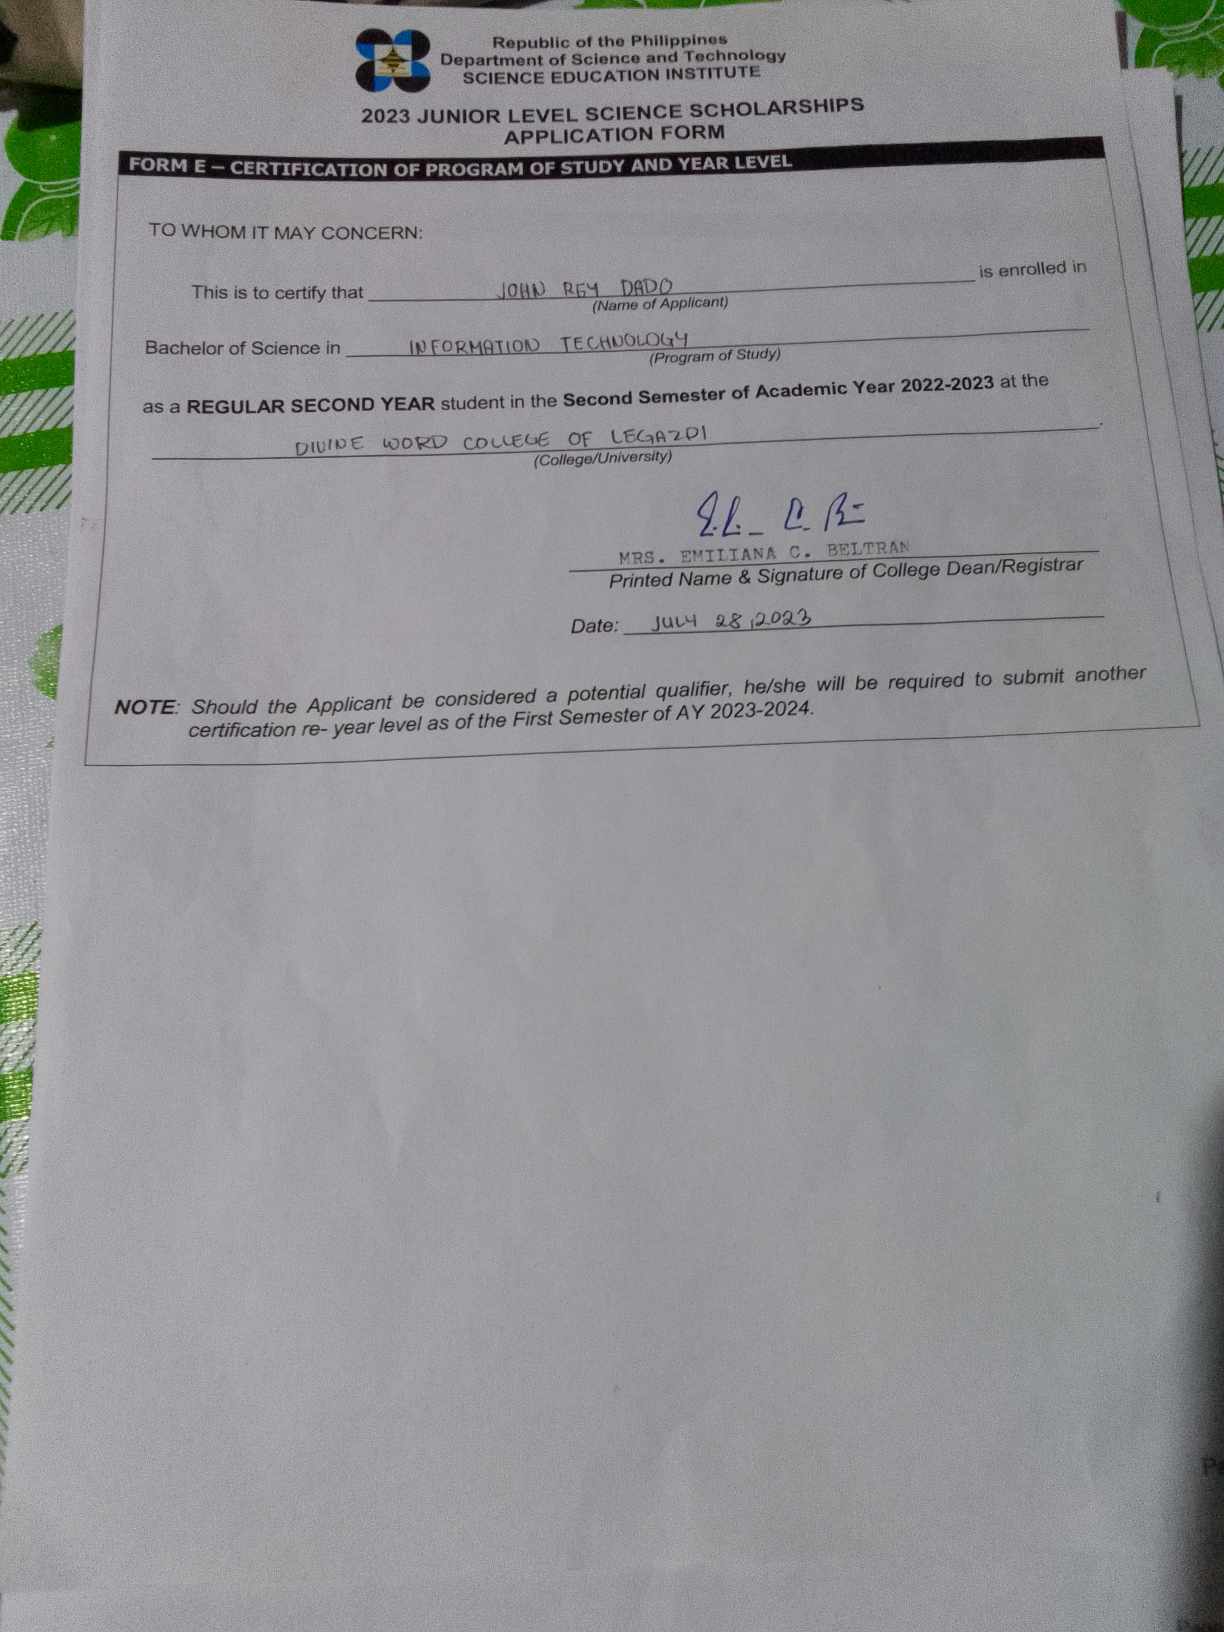 Republic of the Philippines
Department of Science and Technology
SCIENCE EDUCATION INSTITUTE
2023 JUNIOR LEVEL SCIENCE SCHOLARSHIPS
APPLICATION FORM
FORM E – CERTIFICATION OF PROGRAM OF STUDY AND YEAR LEVEL
TO WHOM IT MAY CONCERN:
This is to certify that JOHN REY DADO is enrolled in
(Name of Applicant)
Bachelor of Science in INFORMATION TECHNOLOGY
(Program of Study)
as a REGULAR SECOND YEAR student in the Second Semester of Academic Year 2022-2023 at the
DIVINE WORD COLLEGE OF LEGAZPI.
(College/University)
MRS. EMILIANA C. BELTRAN
Printed Name & Signature of College Dean/Registrar
Date: JULY 28, 2023
NOTE: Should the Applicant be considered a potential qualifier, he/she will be required to submit another
certification re- year level as of the First Semester of AY 2023-2024.